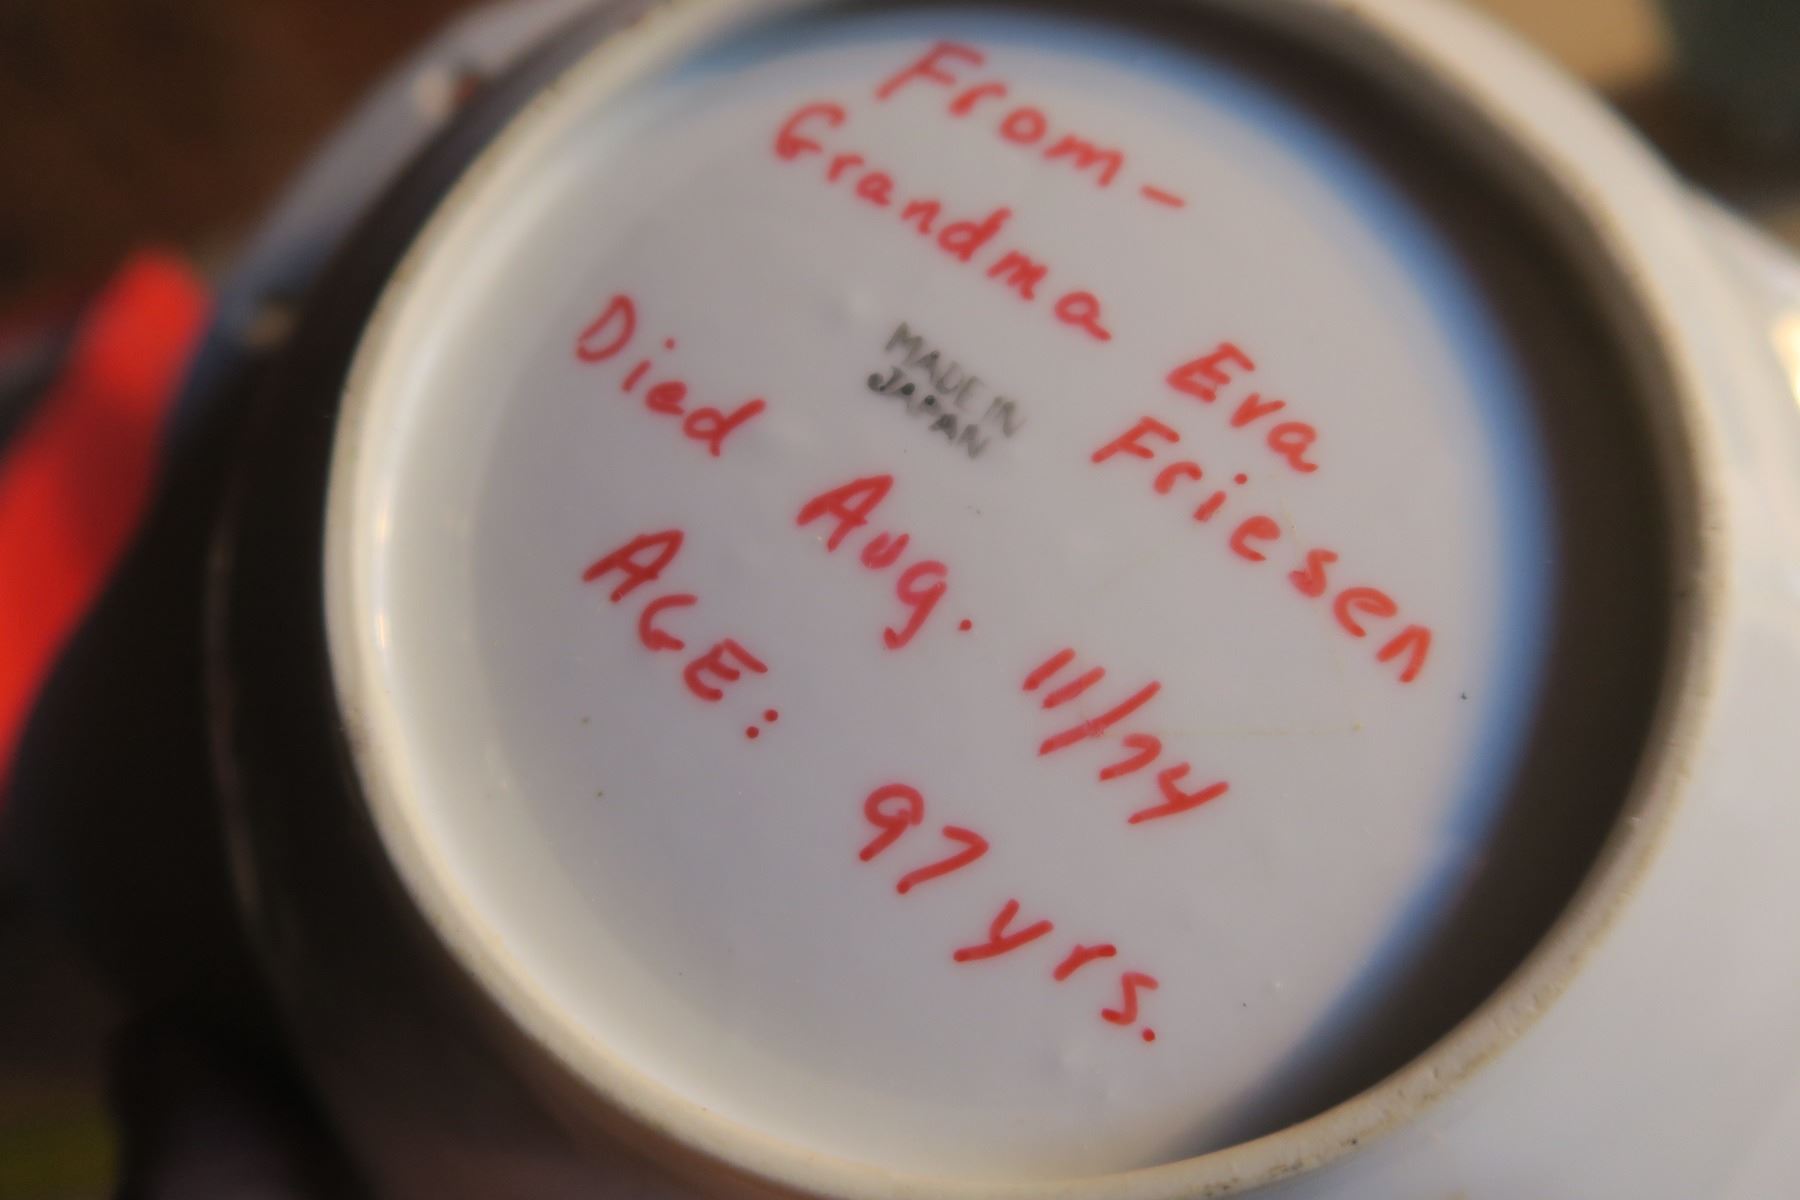 From-
Grandma Eva
Friesen
MADE IN
JAPAN
Died Aug. 11/74
AGE: 97 yrs.